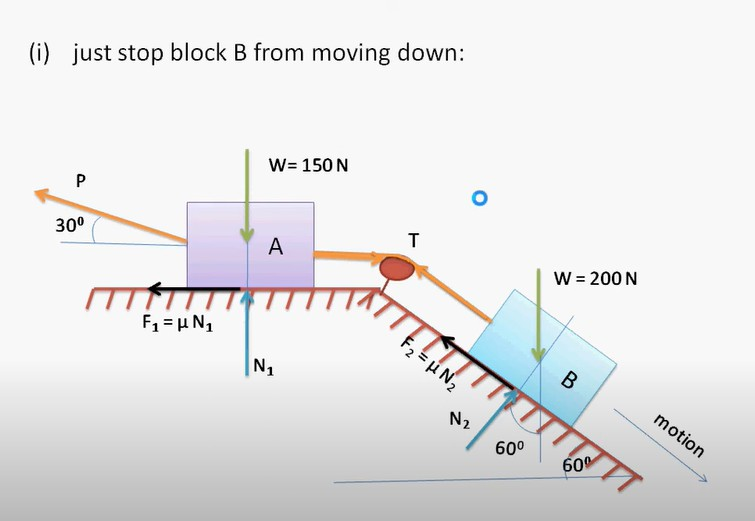 (i) just stop block B from moving down:
W= 150 N
P
30⁰
A
T
W = 200 N
F₁ = μ N₁
F₂ = μ N₂
N₁
B
N₂
motion
60⁰
60⁰